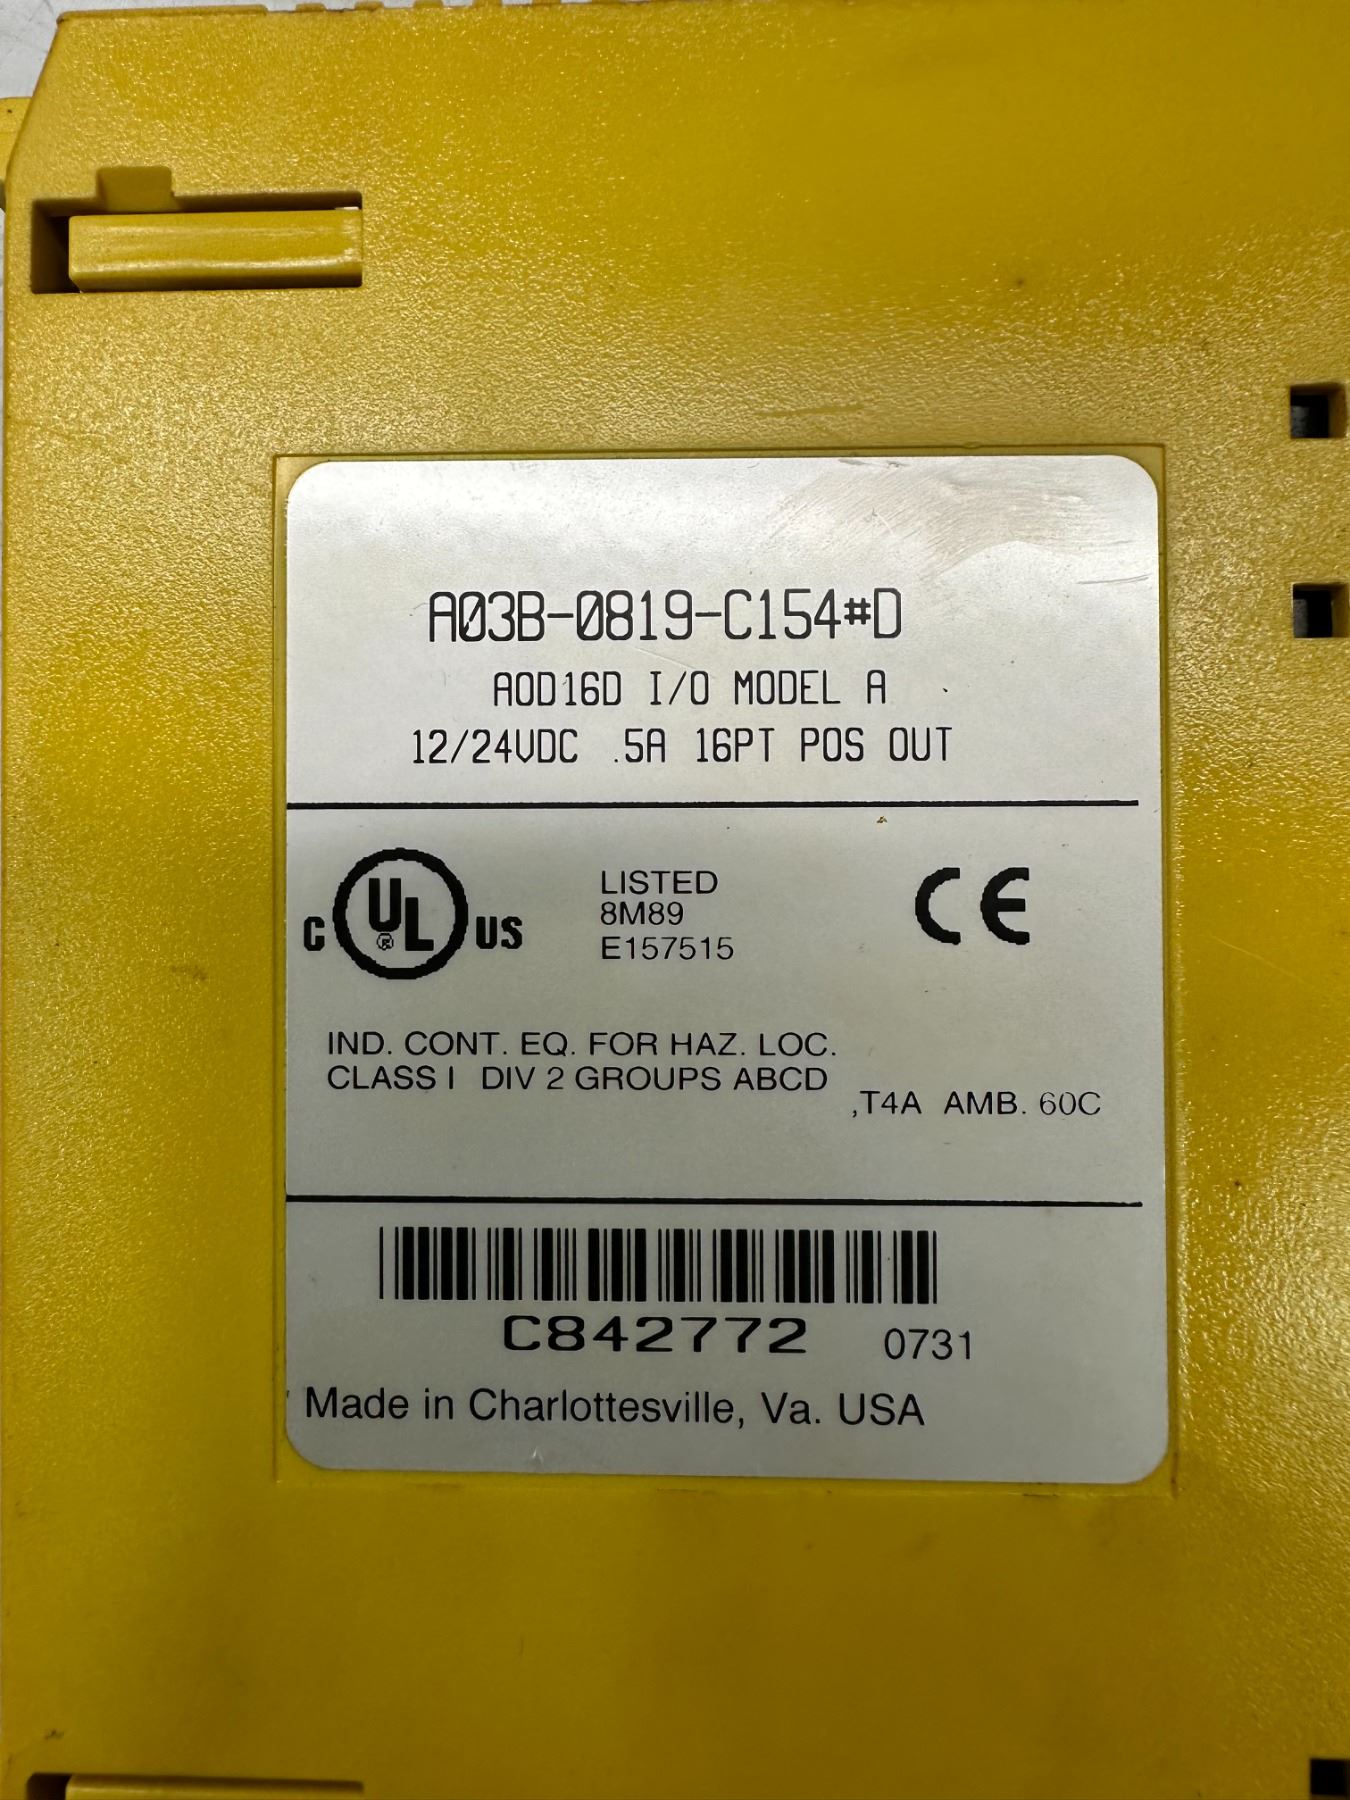 A03B-0819-C154#D
AOD16D I/O MODEL A
12/24VDC .5A 16PT POS OUT
C UL US
®
LISTED
8M89
E157515
CE
IND. CONT. EQ. FOR HAZ. LOC.
CLASS I DIV 2 GROUPS ABCD
,T4A AMB. 60C
C842772 0731
Made in Charlottesville, Va. USA